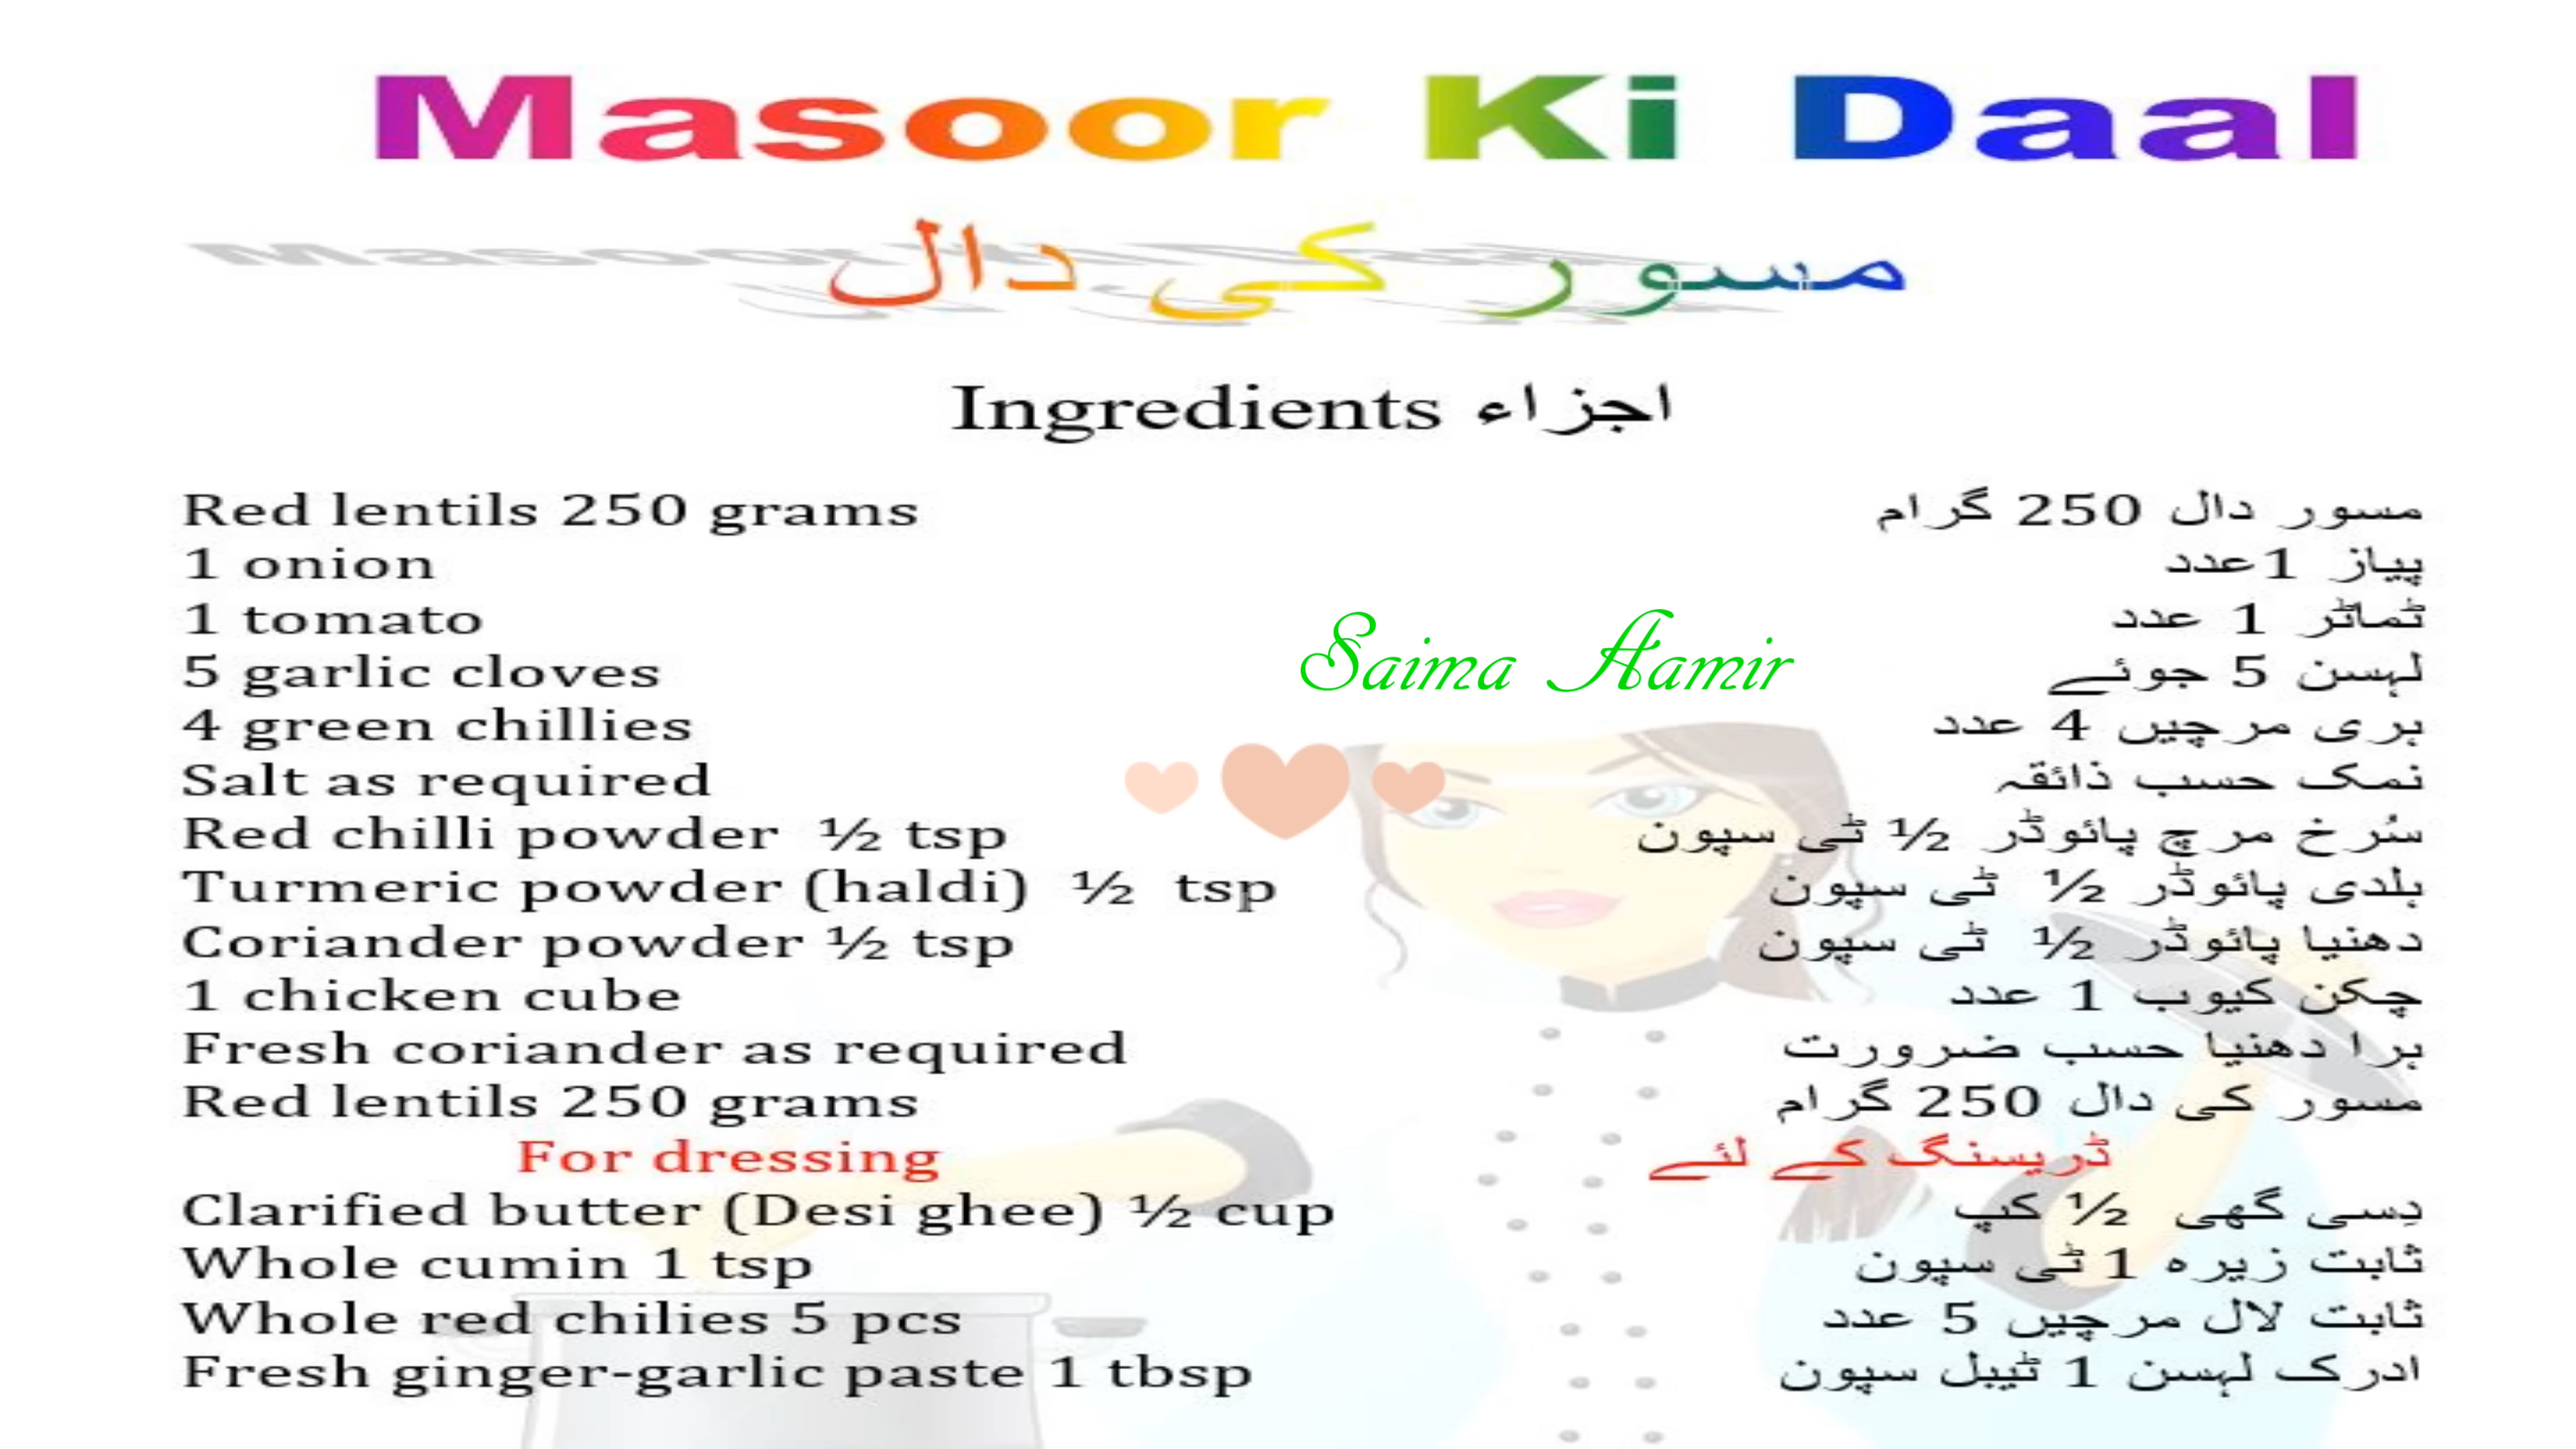 Masoor Ki Daal
مسور کی دال
Ingredients اجزاء
Red lentils 250 grams مسور دال 250 گرام
1 onion پیاز 1عدد
1 tomato ٹماٹر 1 عدد
5 garlic cloves لہسن 5 جوئے
4 green chillies ہری مرچیں 4 عدد
Salt as required نمک حسب ذائقہ
Red chilli powder ½ tsp سُرخ مرچ پائوڈر ½ ٹی سپون
Turmeric powder (haldi) ½ tsp ہلدی پائوڈر ½ ٹی سپون
Coriander powder ½ tsp دھنیا پائوڈر ½ ٹی سپون
1 chicken cube چکن کیوب 1 عدد
Fresh coriander as required ہرا دھنیا حسب ضرورت
Red lentils 250 grams مسور کی دال 250 گرام
For dressing ڈریسنگ کے لئے
Clarified butter (Desi ghee) ½ cup دِسی گھی ½ کپ
Whole cumin 1 tsp ثابت زیرہ 1 ٹی سپون
Whole red chilies 5 pcs ثابت لال مرچیں 5 عدد
Fresh ginger-garlic paste 1 tbsp ادرک لہسن 1 ٹیبل سپون
Saima Aamir